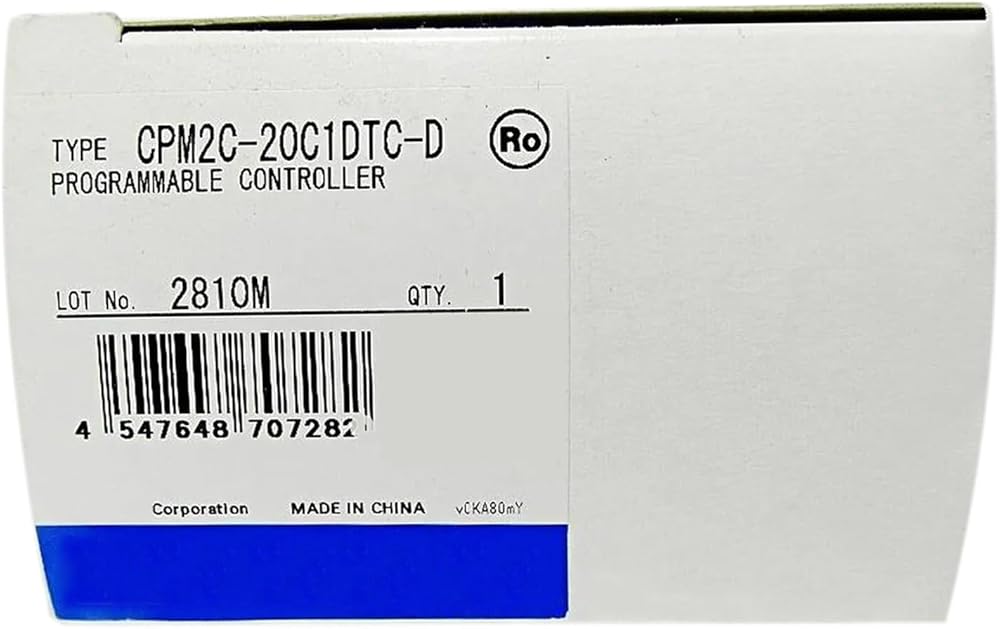 TYPE CPM2C-20C1DTC-D Ro
PROGRAMMABLE CONTROLLER
LOT No. 2810M QTY. 1
4 547648 707282
Corporation MADE IN CHINA vCKA80mY